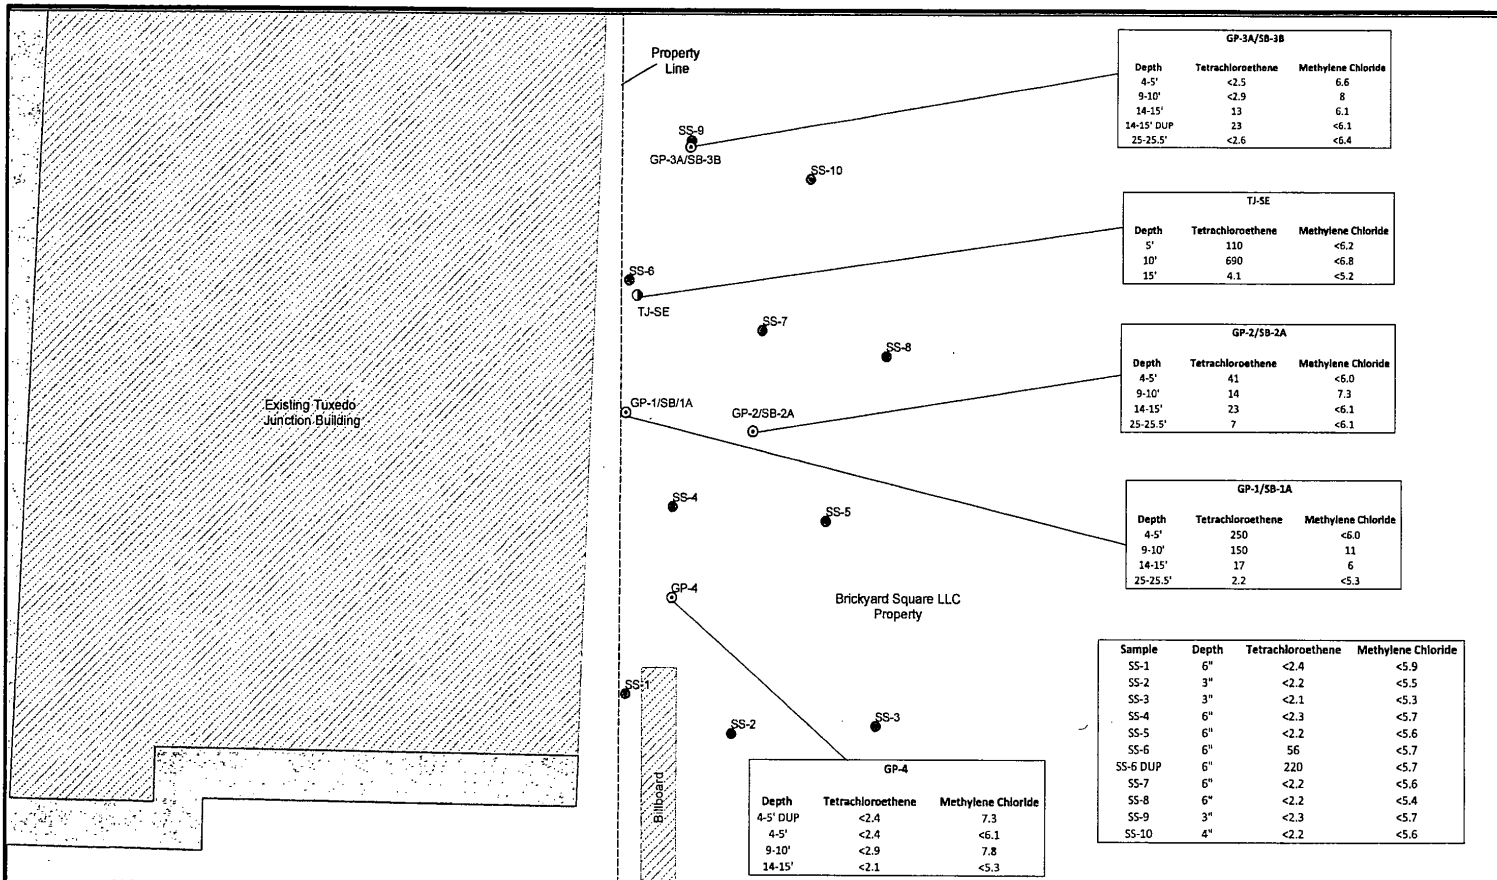 Property
Line
SS-9
GP-3A/SB-3B
SS-10
SS-6
TJ-SE
SS-7
SS-8
Existing Tuxedo
Junction Building
GP-1/SB/1A
GP-2/SB-2A
SS-4
SS-5
GP-4
Brickyard Square LLC
Property
SS-1
SS-2
SS-3
Billboard
GP-3A/SB-3B
Depth Tetrachloroethene Methylene Chloride
4-5' <2.5 6.6
9-10' <2.9 8
14-15' 13 6.1
14-15' DUP 23 <6.1
25-25.5' <2.6 <6.4
TJ-SE
Depth Tetrachloroethene Methylene Chloride
5' 110 <6.2
10' 690 <6.8
15' 4.1 <5.2
GP-2/SB-2A
Depth Tetrachloroethene Methylene Chloride
4-5' 41 <6.0
9-10' 14 7.3
14-15' 23 <6.1
25-25.5' 7 <6.1
GP-1/SB-1A
Depth Tetrachloroethene Methylene Chloride
4-5' 250 <6.0
9-10' 150 11
14-15' 17 6
25-25.5' 2.2 <5.3
Sample Depth Tetrachloroethene Methylene Chloride
SS-1 6" <2.4 <5.9
SS-2 3" <2.2 <5.5
SS-3 3" <2.1 <5.3
SS-4 6" <2.3 <5.7
SS-5 6" <2.2 <5.6
SS-6 6" 56 <5.7
SS-6 DUP 6" 220 <5.7
SS-7 6" <2.2 <5.6
SS-8 6" <2.2 <5.4
SS-9 3" <2.3 <5.7
SS-10 4" <2.2 <5.6
GP-4
Depth Tetrachloroethene Methylene Chloride
4-5' DUP <2.4 7.3
4-5' <2.4 <6.1
9-10' <2.9 7.8
14-15' <2.1 <5.3